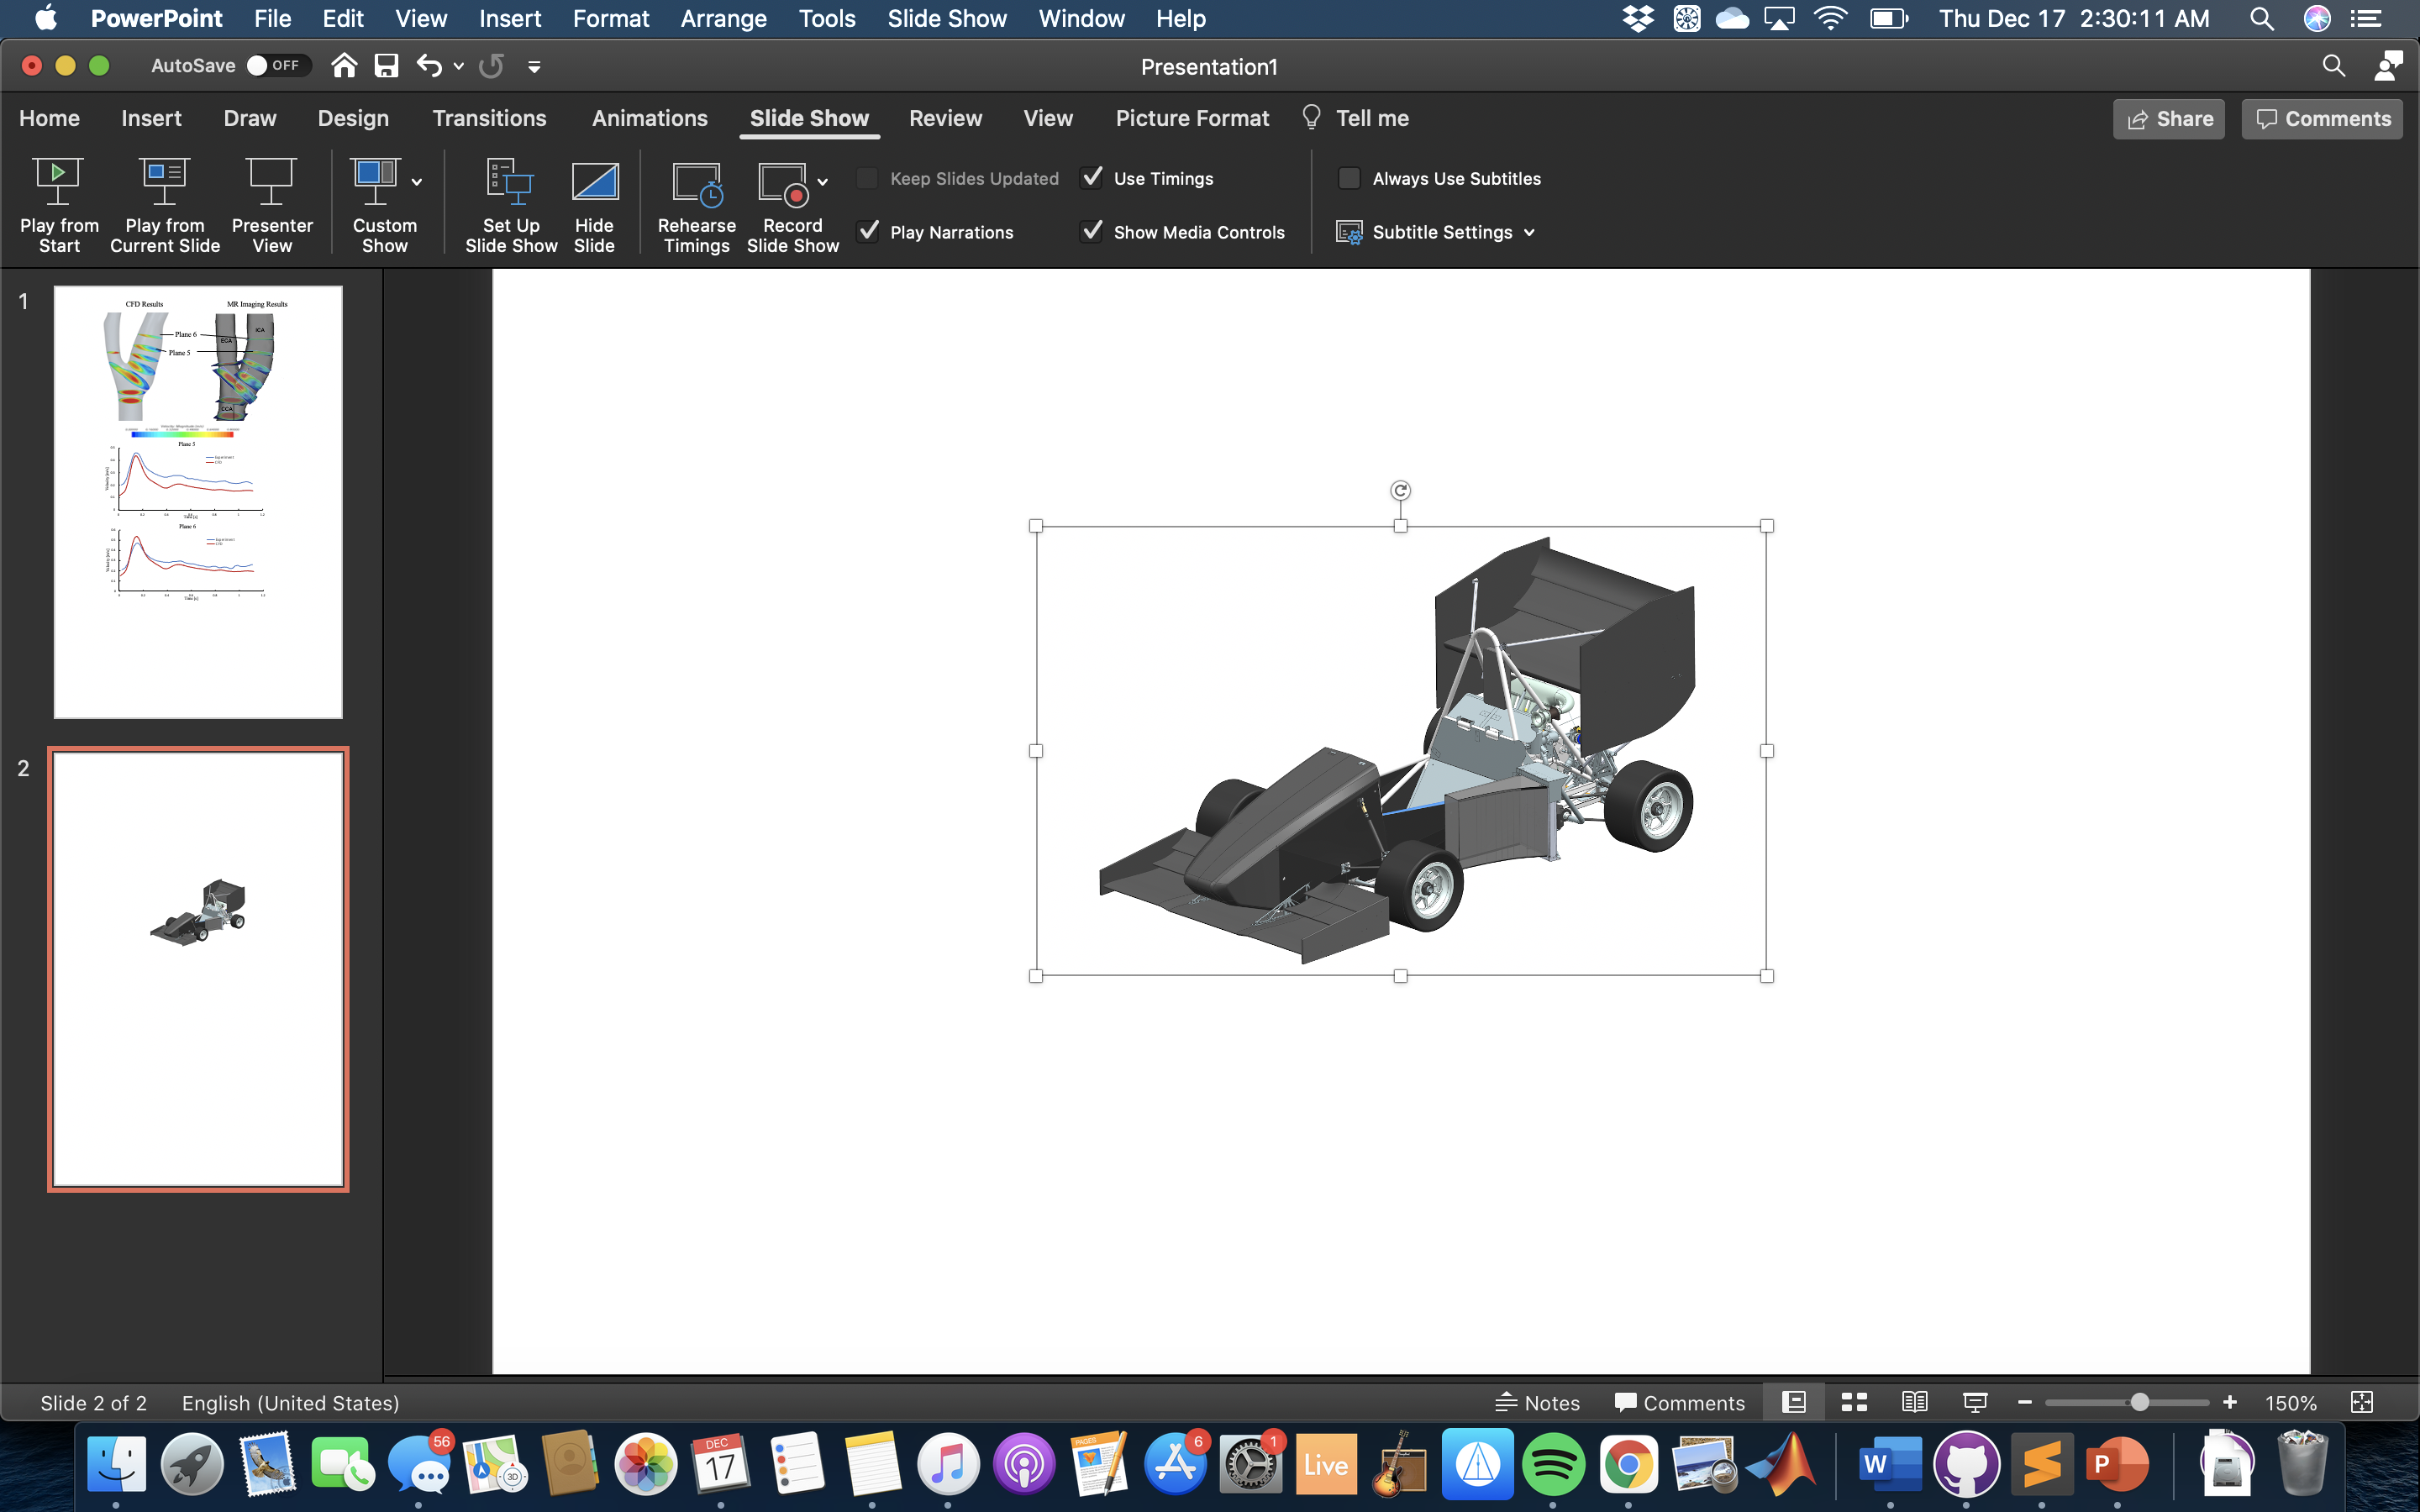 PowerPoint File Edit View Insert Format Arrange Tools Slide Show Window Help Thu Dec 17 2:30:11 AM
AutoSave OFF Presentation1
Home Insert Draw Design Transitions Animations Slide Show Review View Picture Format Tell me Share Comments
Play from Start
Play from Current Slide
Presenter View
Custom Show
Set Up Slide Show
Hide Slide
Rehearse Timings
Record Slide Show
Keep Slides Updated
Play Narrations
Use Timings
Show Media Controls
Always Use Subtitles
Subtitle Settings
1
CFD Results MR Imaging Results
ICA
ECA
Plane 6
Plane 5
CCA
Plane 5
Plane 6
2
Slide 2 of 2 English (United States) Notes Comments 150%
56
3D
DEC
17
PAGES
6
1
Live
W
P